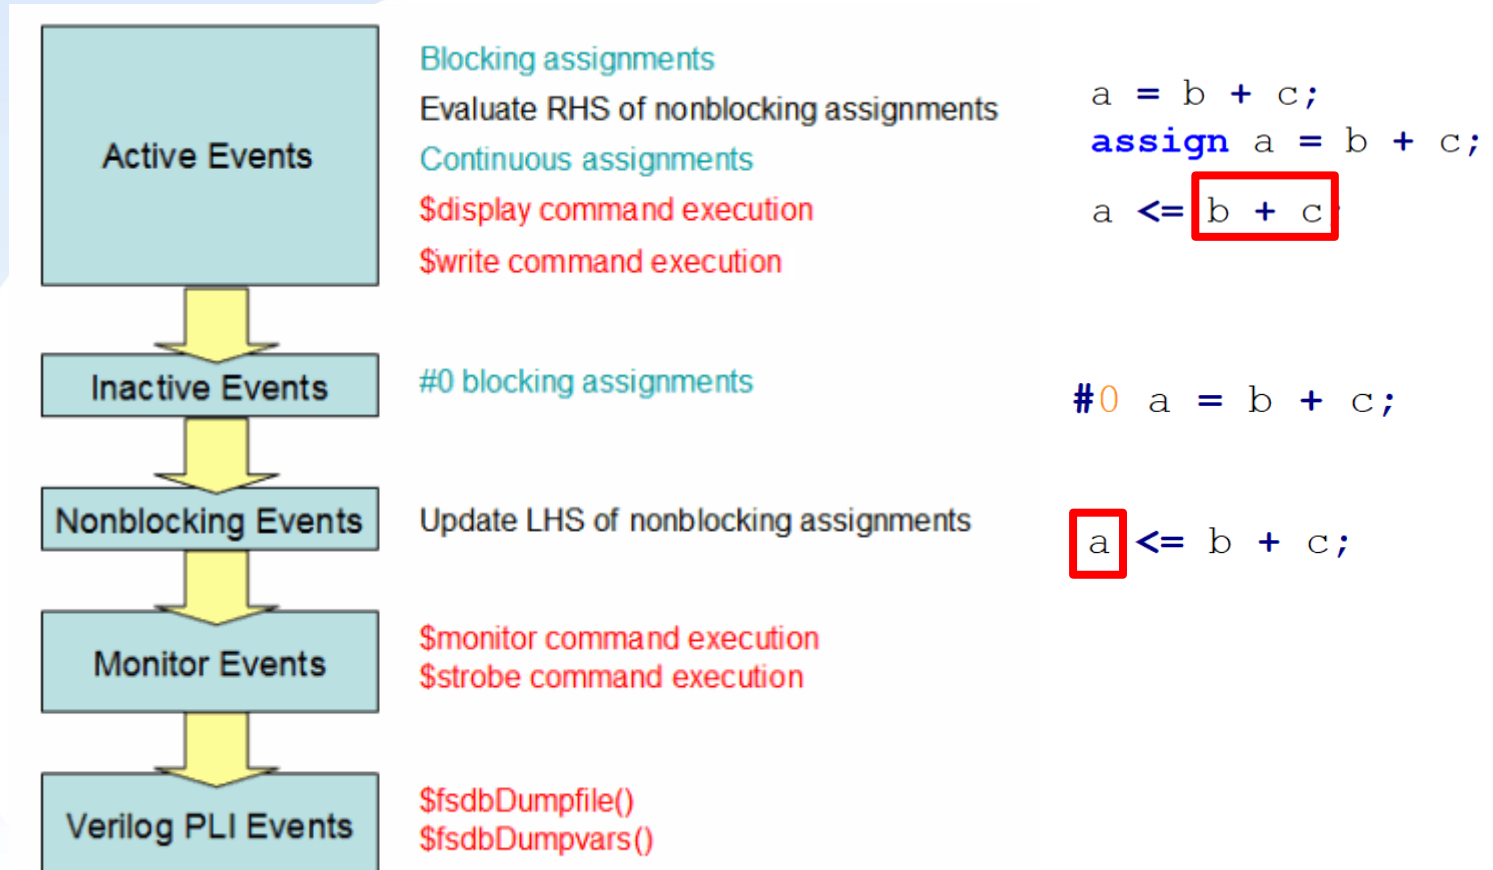 Active Events
Blocking assignments
Evaluate RHS of nonblocking assignments
Continuous assignments
$display command execution
$write command execution
a = b + c;
assign a = b + c;
a <= b + c;
Inactive Events
#0 blocking assignments
#0 a = b + c;
Nonblocking Events
Update LHS of nonblocking assignments
a <= b + c;
Monitor Events
$monitor command execution
$strobe command execution
Verilog PLI Events
$fsdbDumpfile()
$fsdbDumpvars()